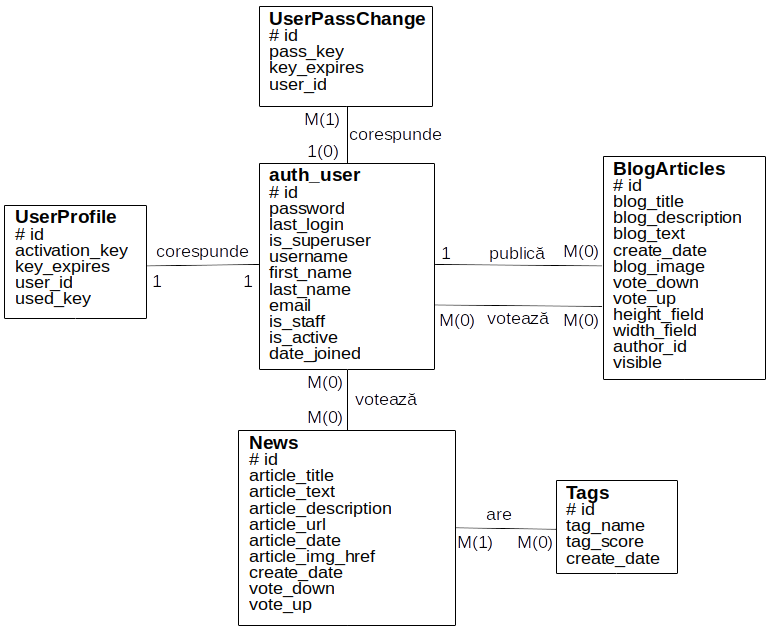 UserPassChange
# id
pass_key
key_expires
user_id
M(1)
corespunde
1(0)
auth_user
# id
password
last_login
is_superuser
username
first_name
last_name
email
is_staff
is_active
date_joined
UserProfile
# id
activation_key
key_expires
user_id
used_key
corespunde
1
1
BlogArticles
# id
blog_title
blog_description
blog_text
create_date
blog_image
vote_down
vote_up
height_field
width_field
author_id
visible
1
publică
M(0)
M(0)
votează
M(0)
M(0)
votează
M(0)
News
# id
article_title
article_text
article_description
article_url
article_date
article_img_href
create_date
vote_down
vote_up
are
M(1)
M(0)
Tags
# id
tag_name
tag_score
create_date